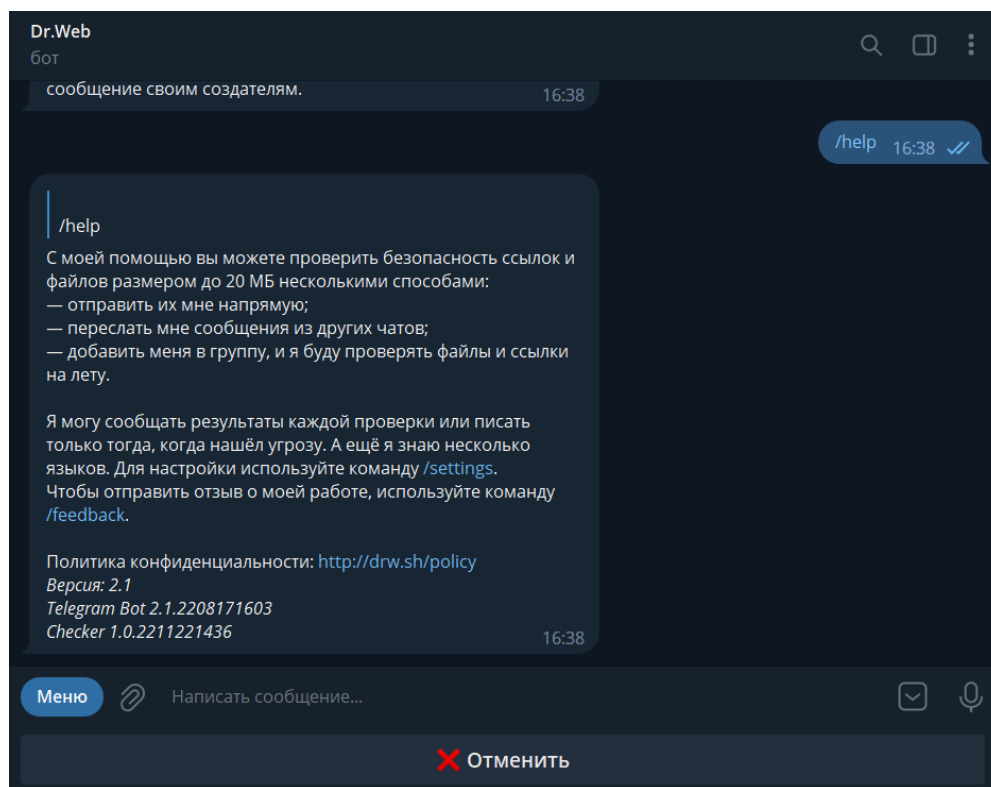 Dr.Web
бот
сообщение своим создателям.
16:38
/help 16:38
/help
С моей помощью вы можете проверить безопасность ссылок и
файлов размером до 20 МБ несколькими способами:
— отправить их мне напрямую;
— переслать мне сообщения из других чатов;
— добавить меня в группу, и я буду проверять файлы и ссылки
на лету.
Я могу сообщать результаты каждой проверки или писать
только тогда, когда нашёл угрозу. А ещё я знаю несколько
языков. Для настройки используйте команду /settings.
Чтобы отправить отзыв о моей работе, используйте команду
/feedback.
Политика конфиденциальности: http://drw.sh/policy
Версия: 2.1
Telegram Bot 2.1.2208171603
Checker 1.0.2211221436
16:38
Меню
Написать сообщение...
Отменить